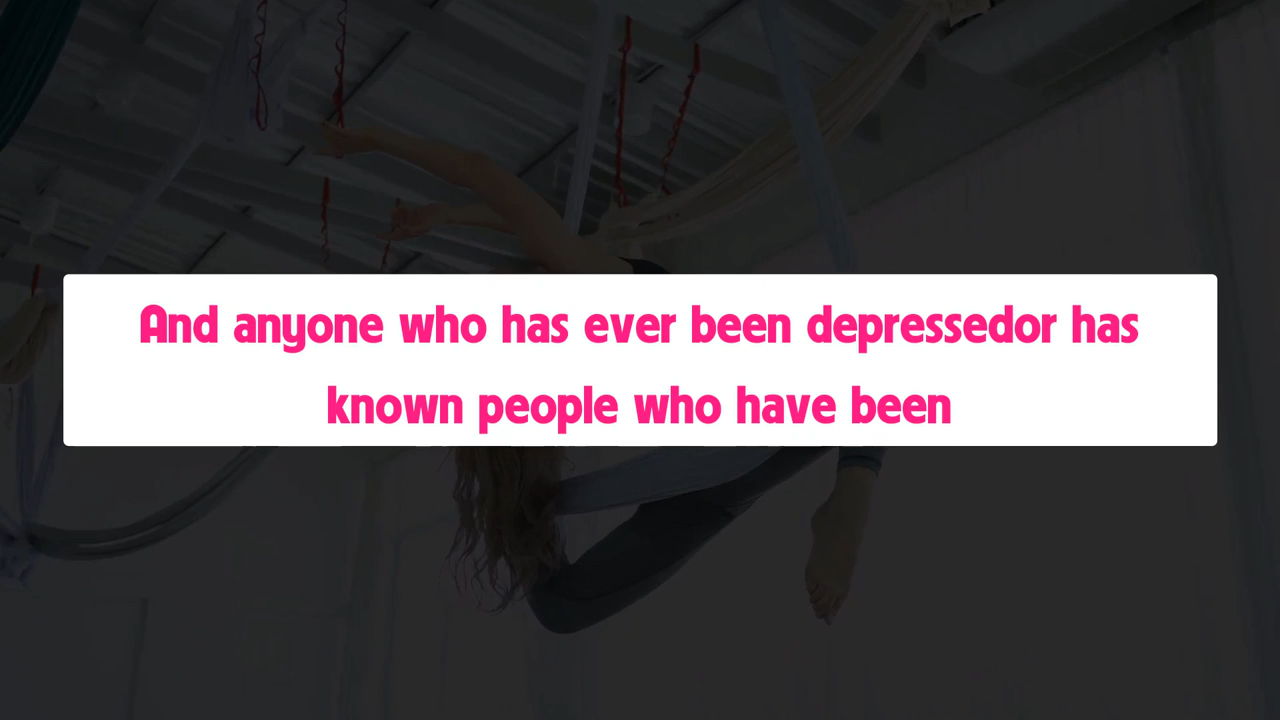 And anyone who has ever been depressedor has
known people who have been